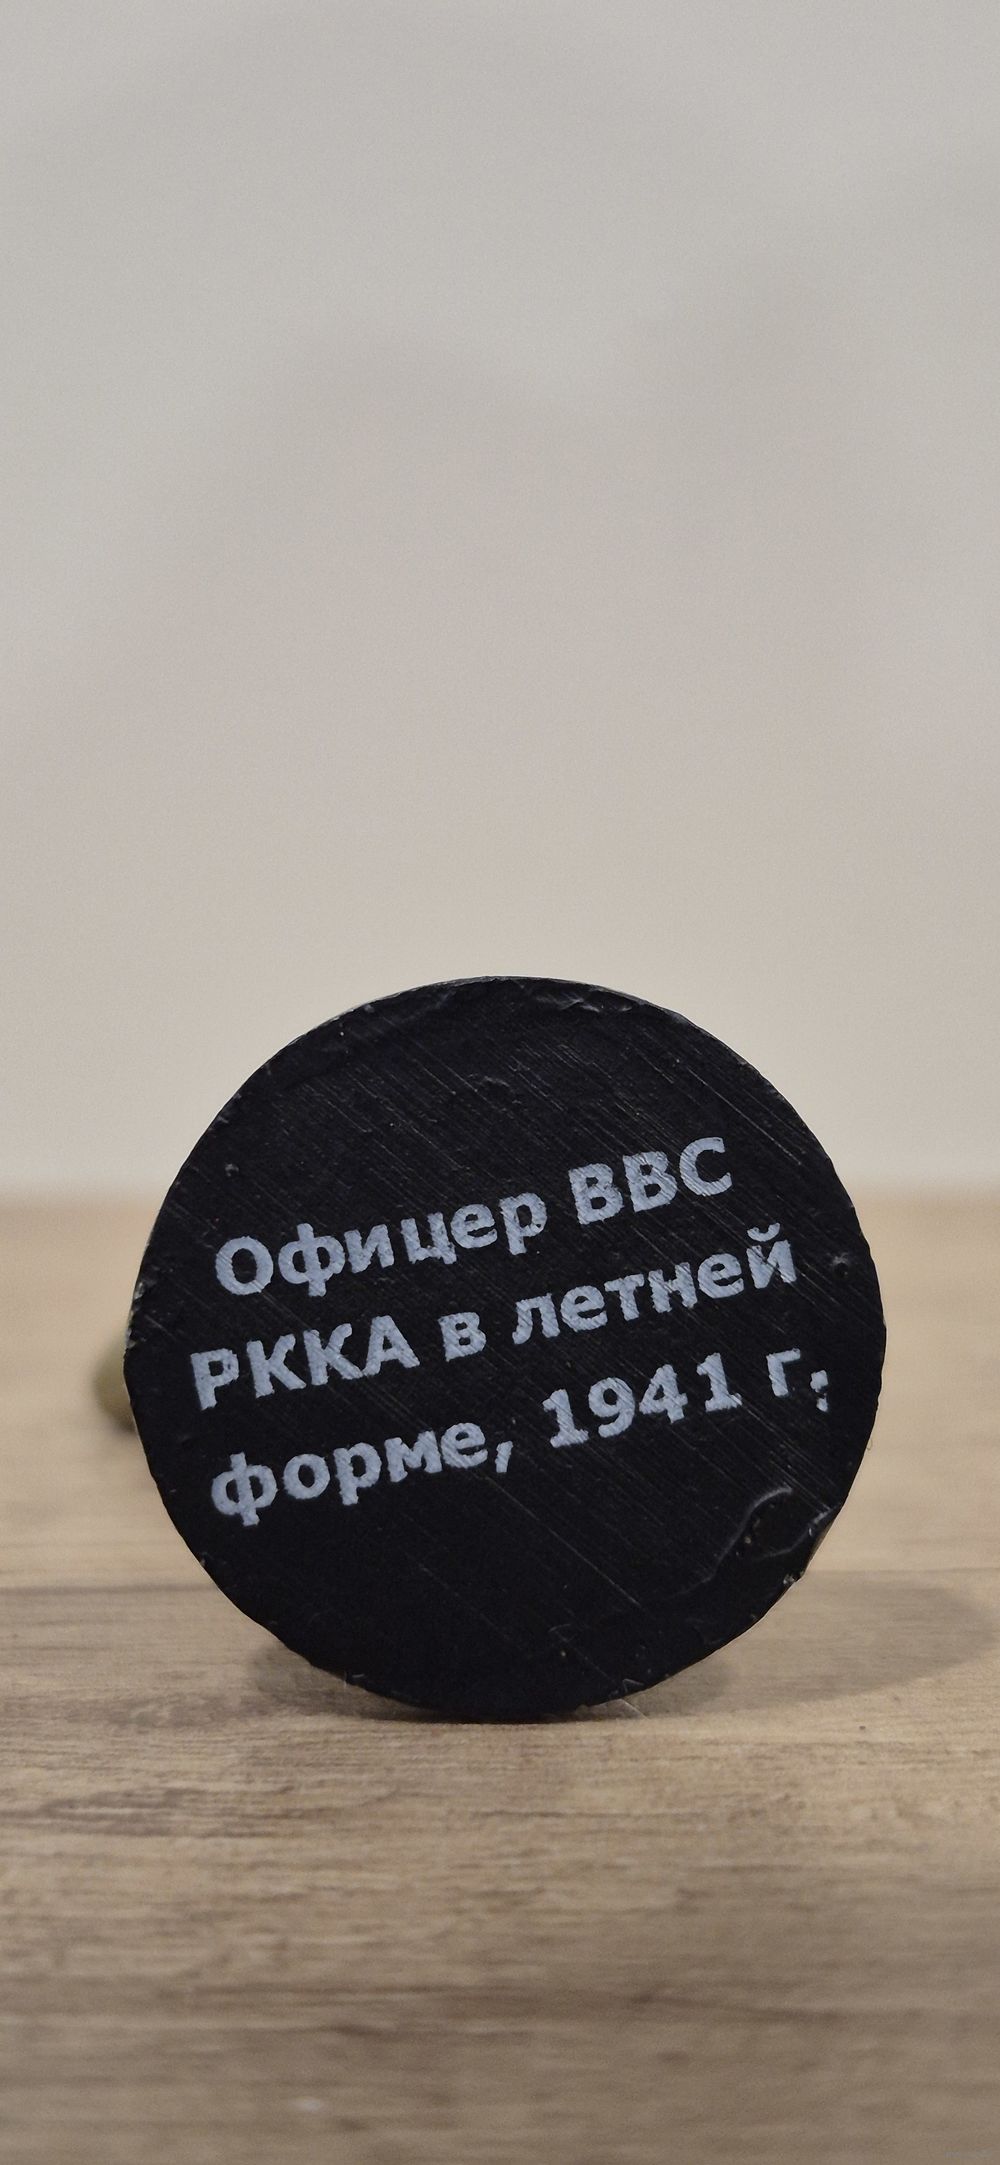 Офицер ВВС
РККА в летней
форме, 1941 г.;